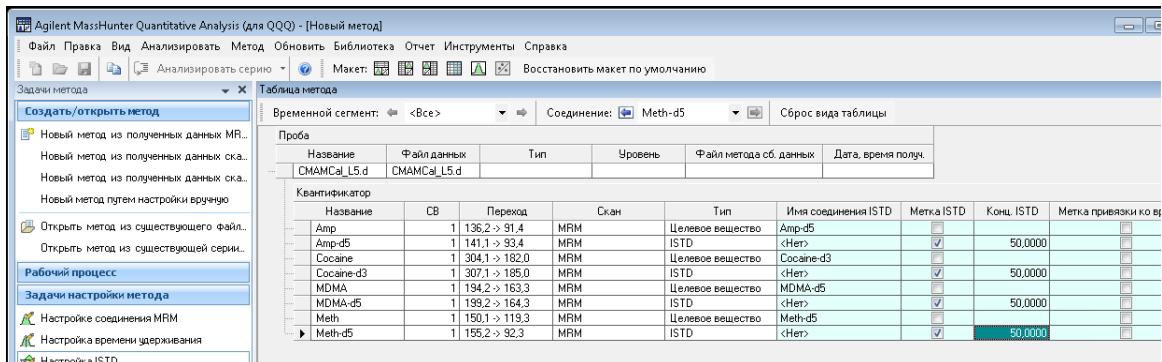 Agilent MassHunter Quantitative Analysis (для QQQ) - [Новый метод]
Файл Правка Вид Анализировать Метод Обновить Библиотека Отчет Инструменты Справка
Анализировать серию Макет: Восстановить макет по умолчанию
Задачи метода Таблица метода
Создать/открыть метод Временной сегмент: <Все> Соединение: Meth-d5 Сброс вида таблицы
Новый метод из полученных данных MR...
Проба
Новый метод из полученных данных ска...
Название Файл данных Тип Уровень Файл метода сб. данных Дата, время получ.
Новый метод из полученных данных ска...
CMAMCal_L5.d CMAMCal_L5.d
Новый метод путем настройки вручную
Квантификатор
Название СВ Переход Скан Тип Имя соединения ISTD Метка ISTD Конц. ISTD Метка привязки ко вр
Открыть метод из существующего файл...
Amp 1 136,2 -> 91,4 MRM Целевое вещество Amp-d5
Открыть метод из существующей серии...
Amp-d5 1 141,1 -> 93,4 MRM ISTD <Нет> 50,0000
Cocaine 1 304,1 -> 182,0 MRM Целевое вещество Cocaine-d3
Рабочий процесс
Cocaine-d3 1 307,1 -> 185,0 MRM ISTD <Нет> 50,0000
MDMA 1 194,2 -> 163,3 MRM Целевое вещество MDMA-d5
Задачи настройки метода
MDMA-d5 1 199,2 -> 164,3 MRM ISTD <Нет> 50,0000
Настройке соединения MRM
Meth 1 150,1 -> 119,3 MRM Целевое вещество Meth-d5
Meth-d5 1 155,2 -> 92,3 MRM ISTD <Нет> 50,0000
Настройка времени удерживания
Настройка ISTD